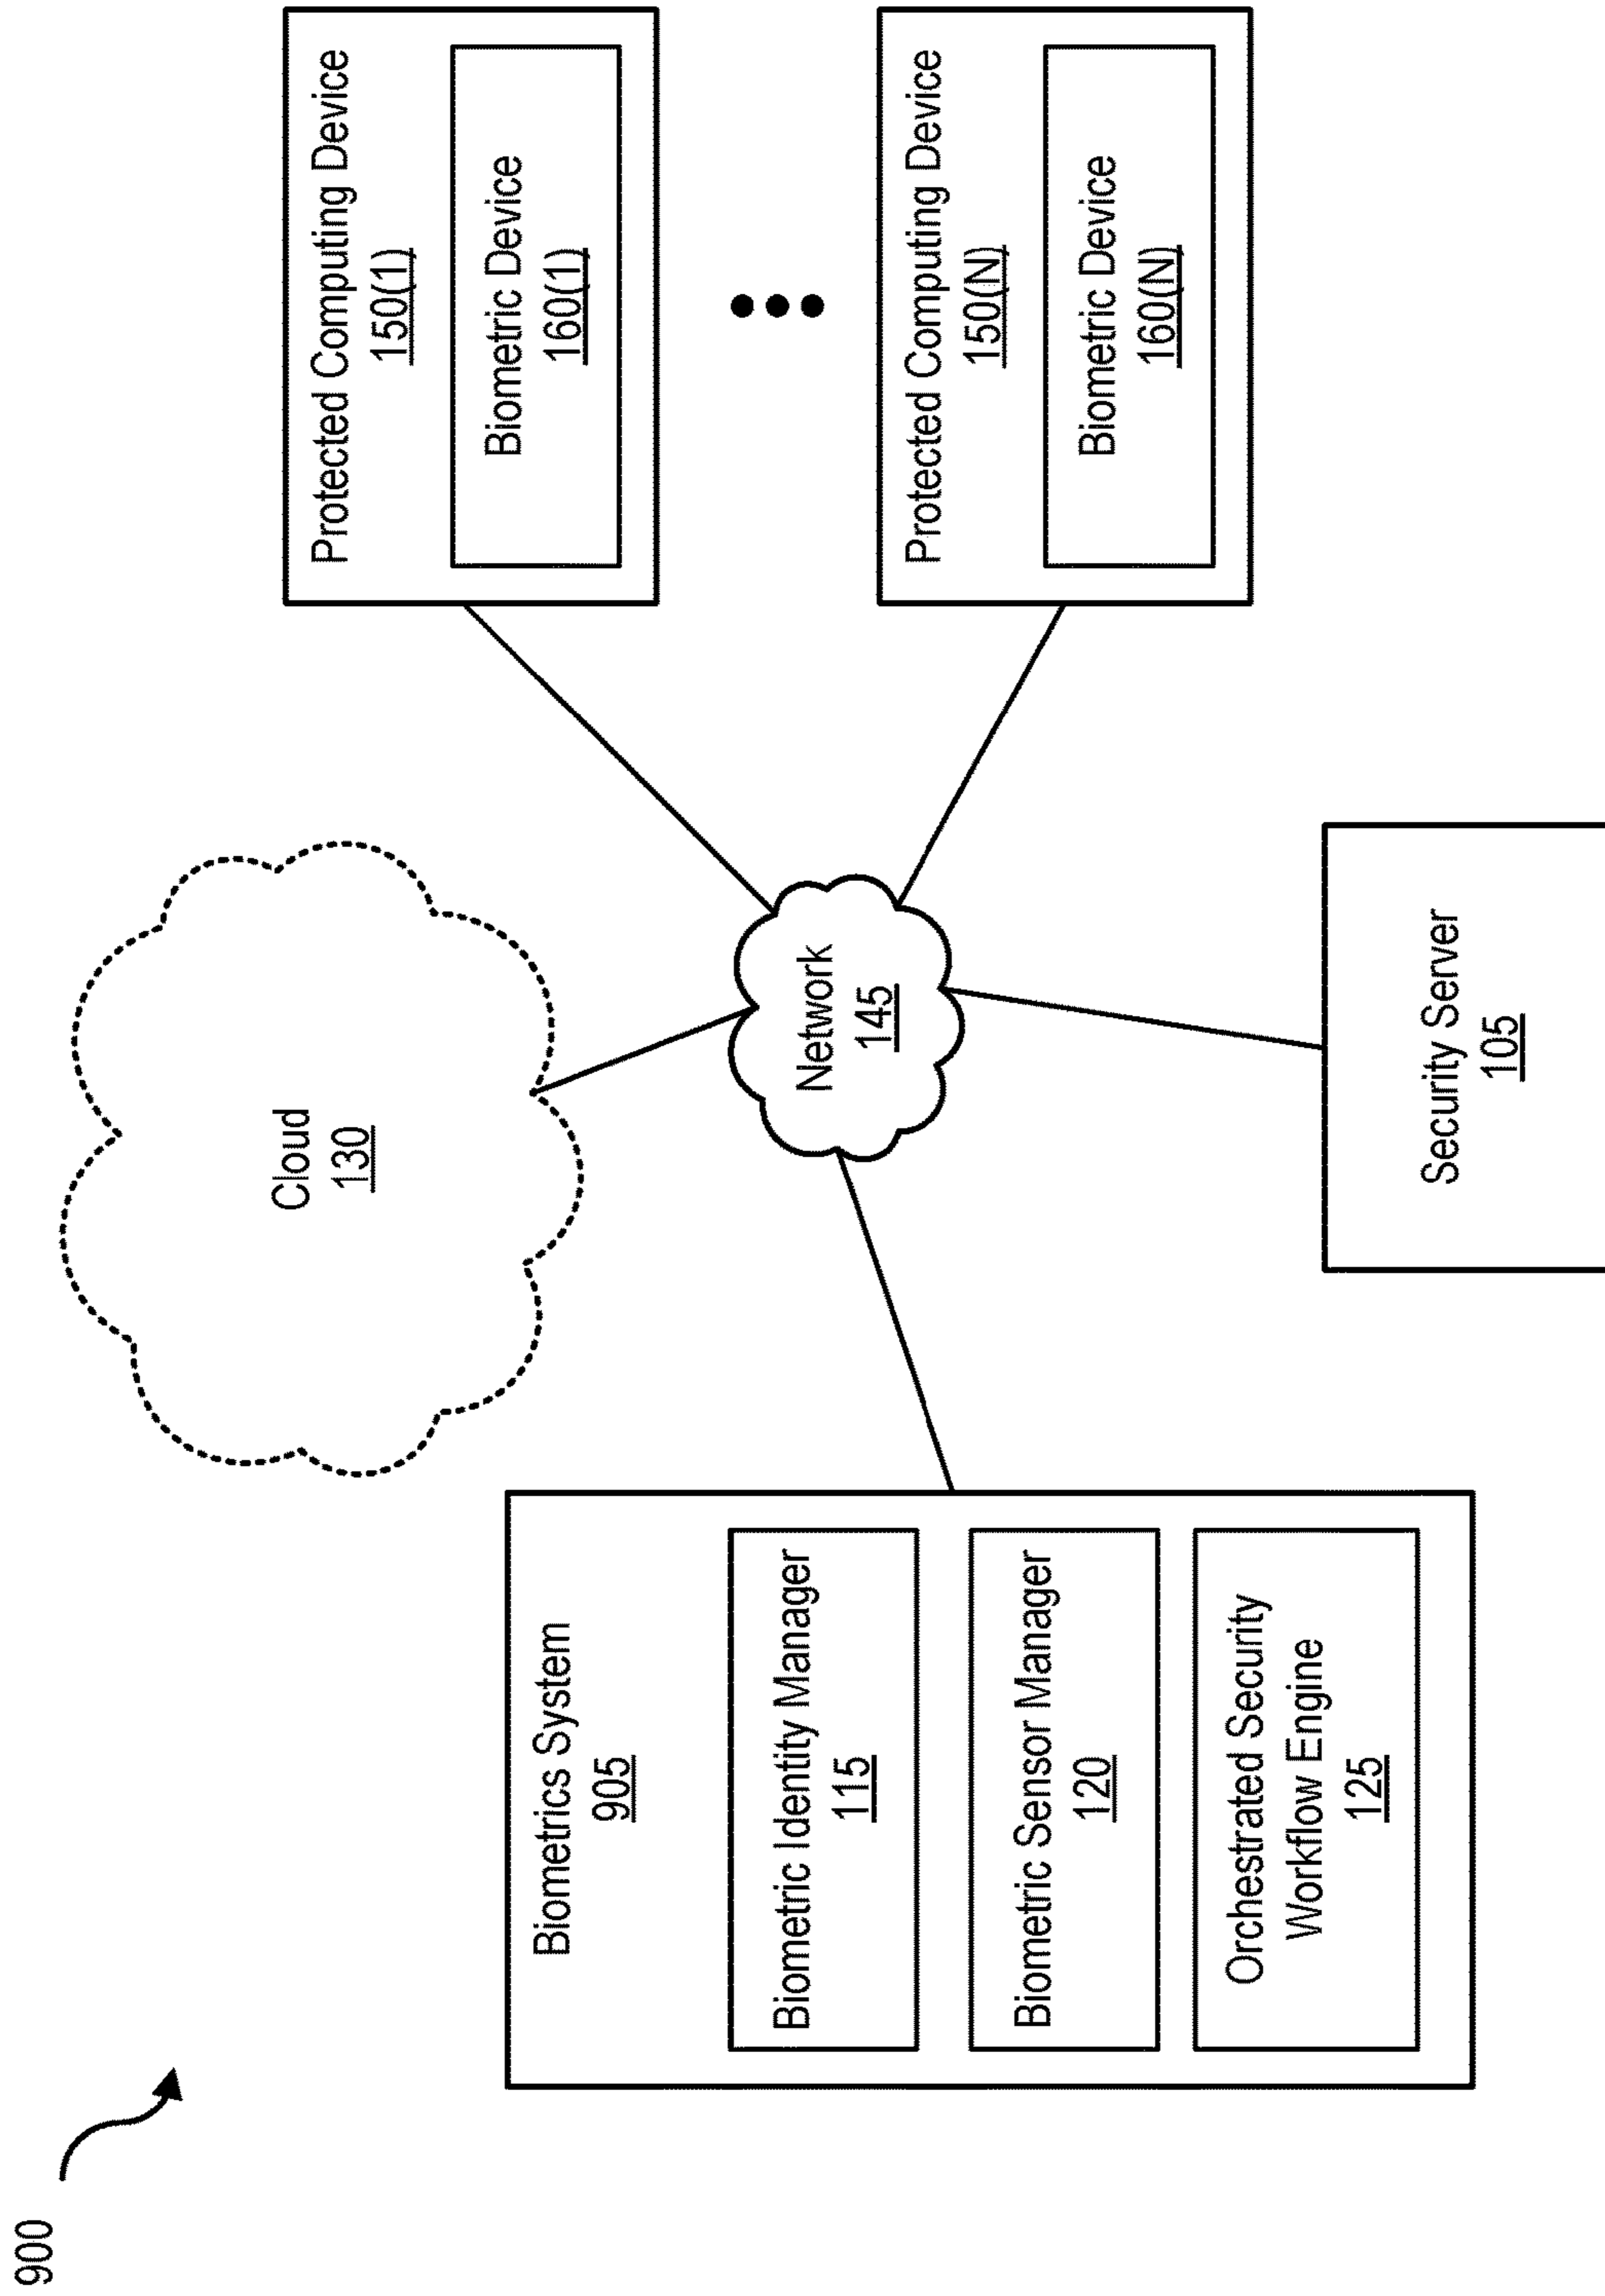 900
Biometrics System
905
Biometric Identity Manager
115
Biometric Sensor Manager
120
Orchestrated Security
Workflow Engine
125
Cloud
130
Network
145
Security Server
105
Protected Computing Device
150(1)
Biometric Device
160(1)
Protected Computing Device
150(N)
Biometric Device
160(N)